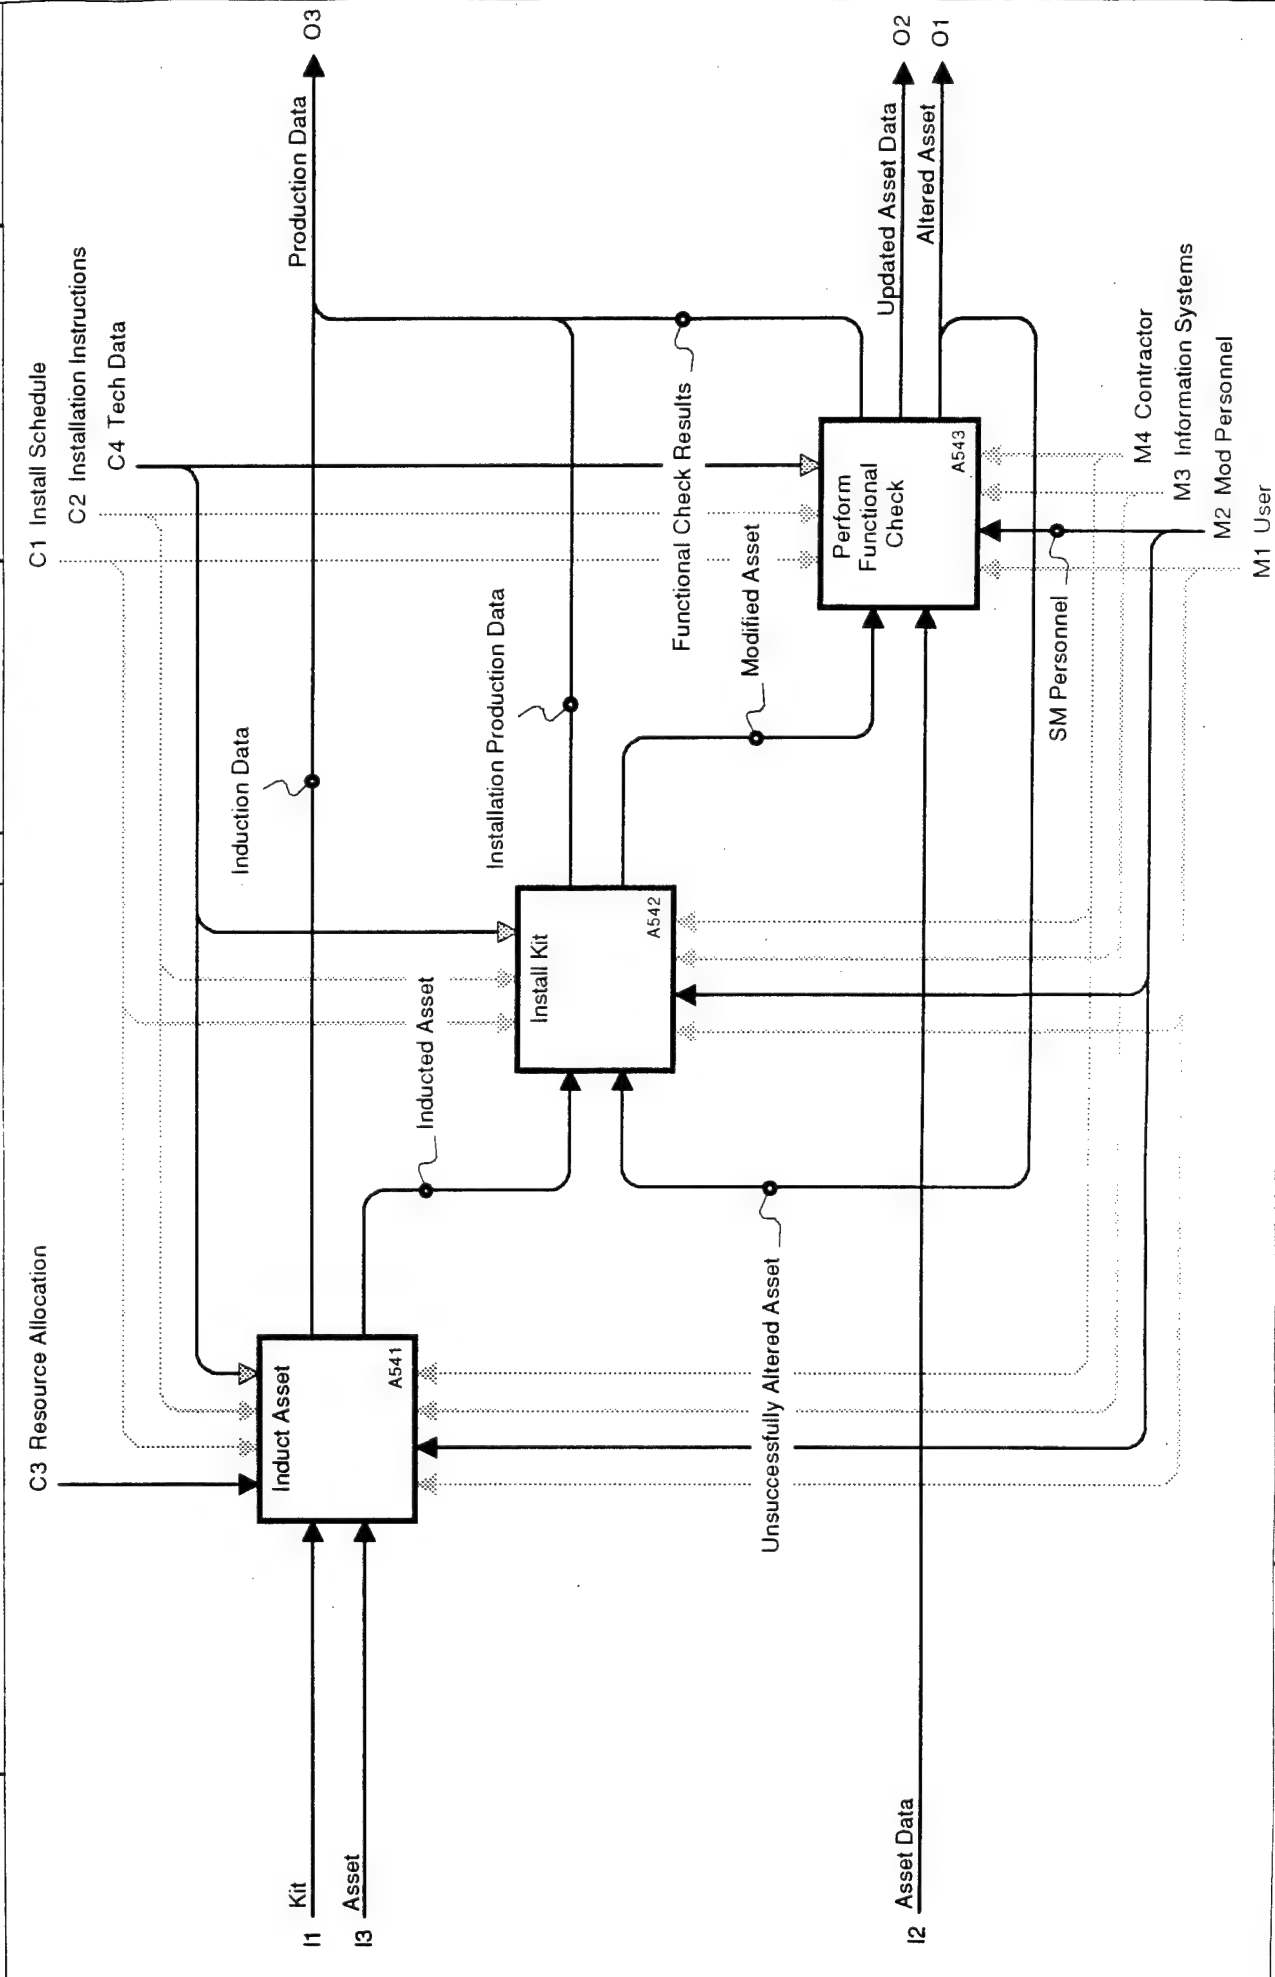 C3 Resource Allocation
C1 Install Schedule
C2 Installation Instructions
C4 Tech Data
I1
Kit
I3
Asset
Induct Asset
A541
Induction Data
Production Data
O3
Inducted Asset
Install Kit
A542
Installation Production Data
Functional Check Results
Modified Asset
Unsuccessfully Altered Asset
Perform
Functional
Check
A543
Updated Asset Data
O2
Altered Asset
O1
I2
Asset Data
SM Personnel
M4 Contractor
M3 Information Systems
M2 Mod Personnel
M1 User